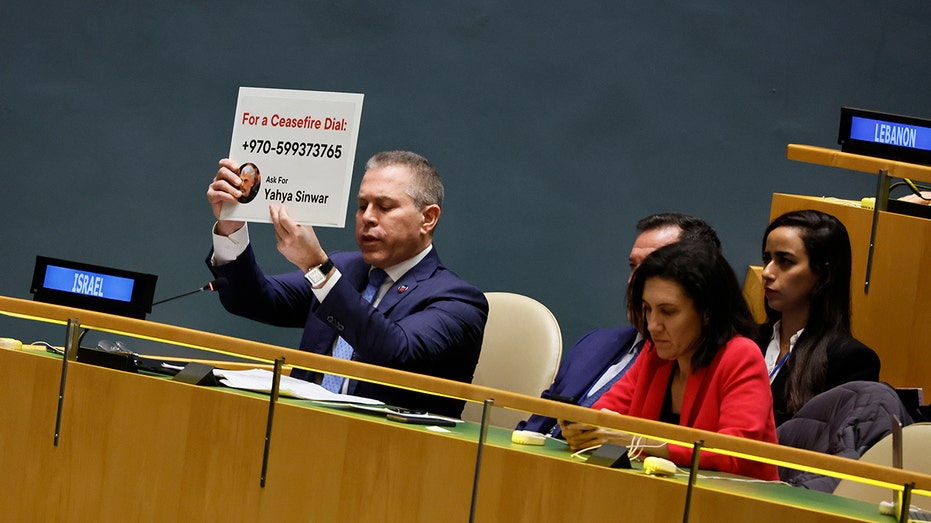 For a Ceasefire Dial:
+970-599373765
Ask For
Yahya Sinwar
ISRAEL
LEBANON